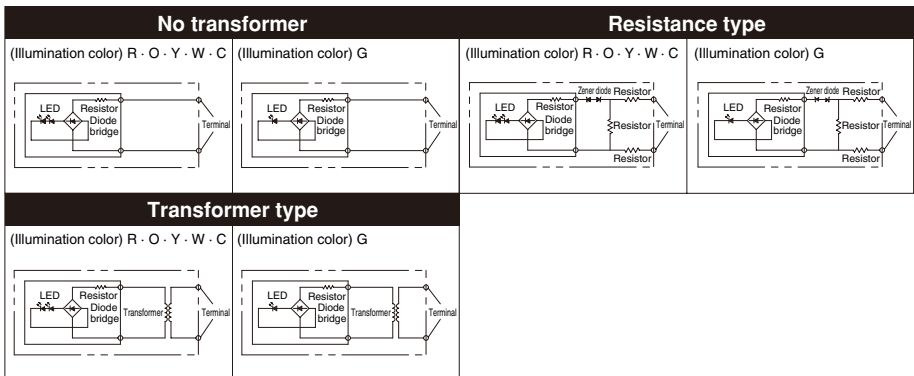 No transformer
Resistance type
(Illumination color) R · O · Y · W · C
(Illumination color) G
(Illumination color) R · O · Y · W · C
(Illumination color) G
LED
Resistor
Diode
bridge
Terminal
LED
Resistor
Diode
bridge
Terminal
LED
Resistor
Diode
bridge
Zener diode
Resistor
Resistor
Resistor
Terminal
LED
Resistor
Diode
bridge
Zener diode
Resistor
Resistor
Resistor
Terminal
Transformer type
(Illumination color) R · O · Y · W · C
(Illumination color) G
LED
Resistor
Diode
bridge
Transformer
Terminal
LED
Resistor
Diode
bridge
Transformer
Terminal